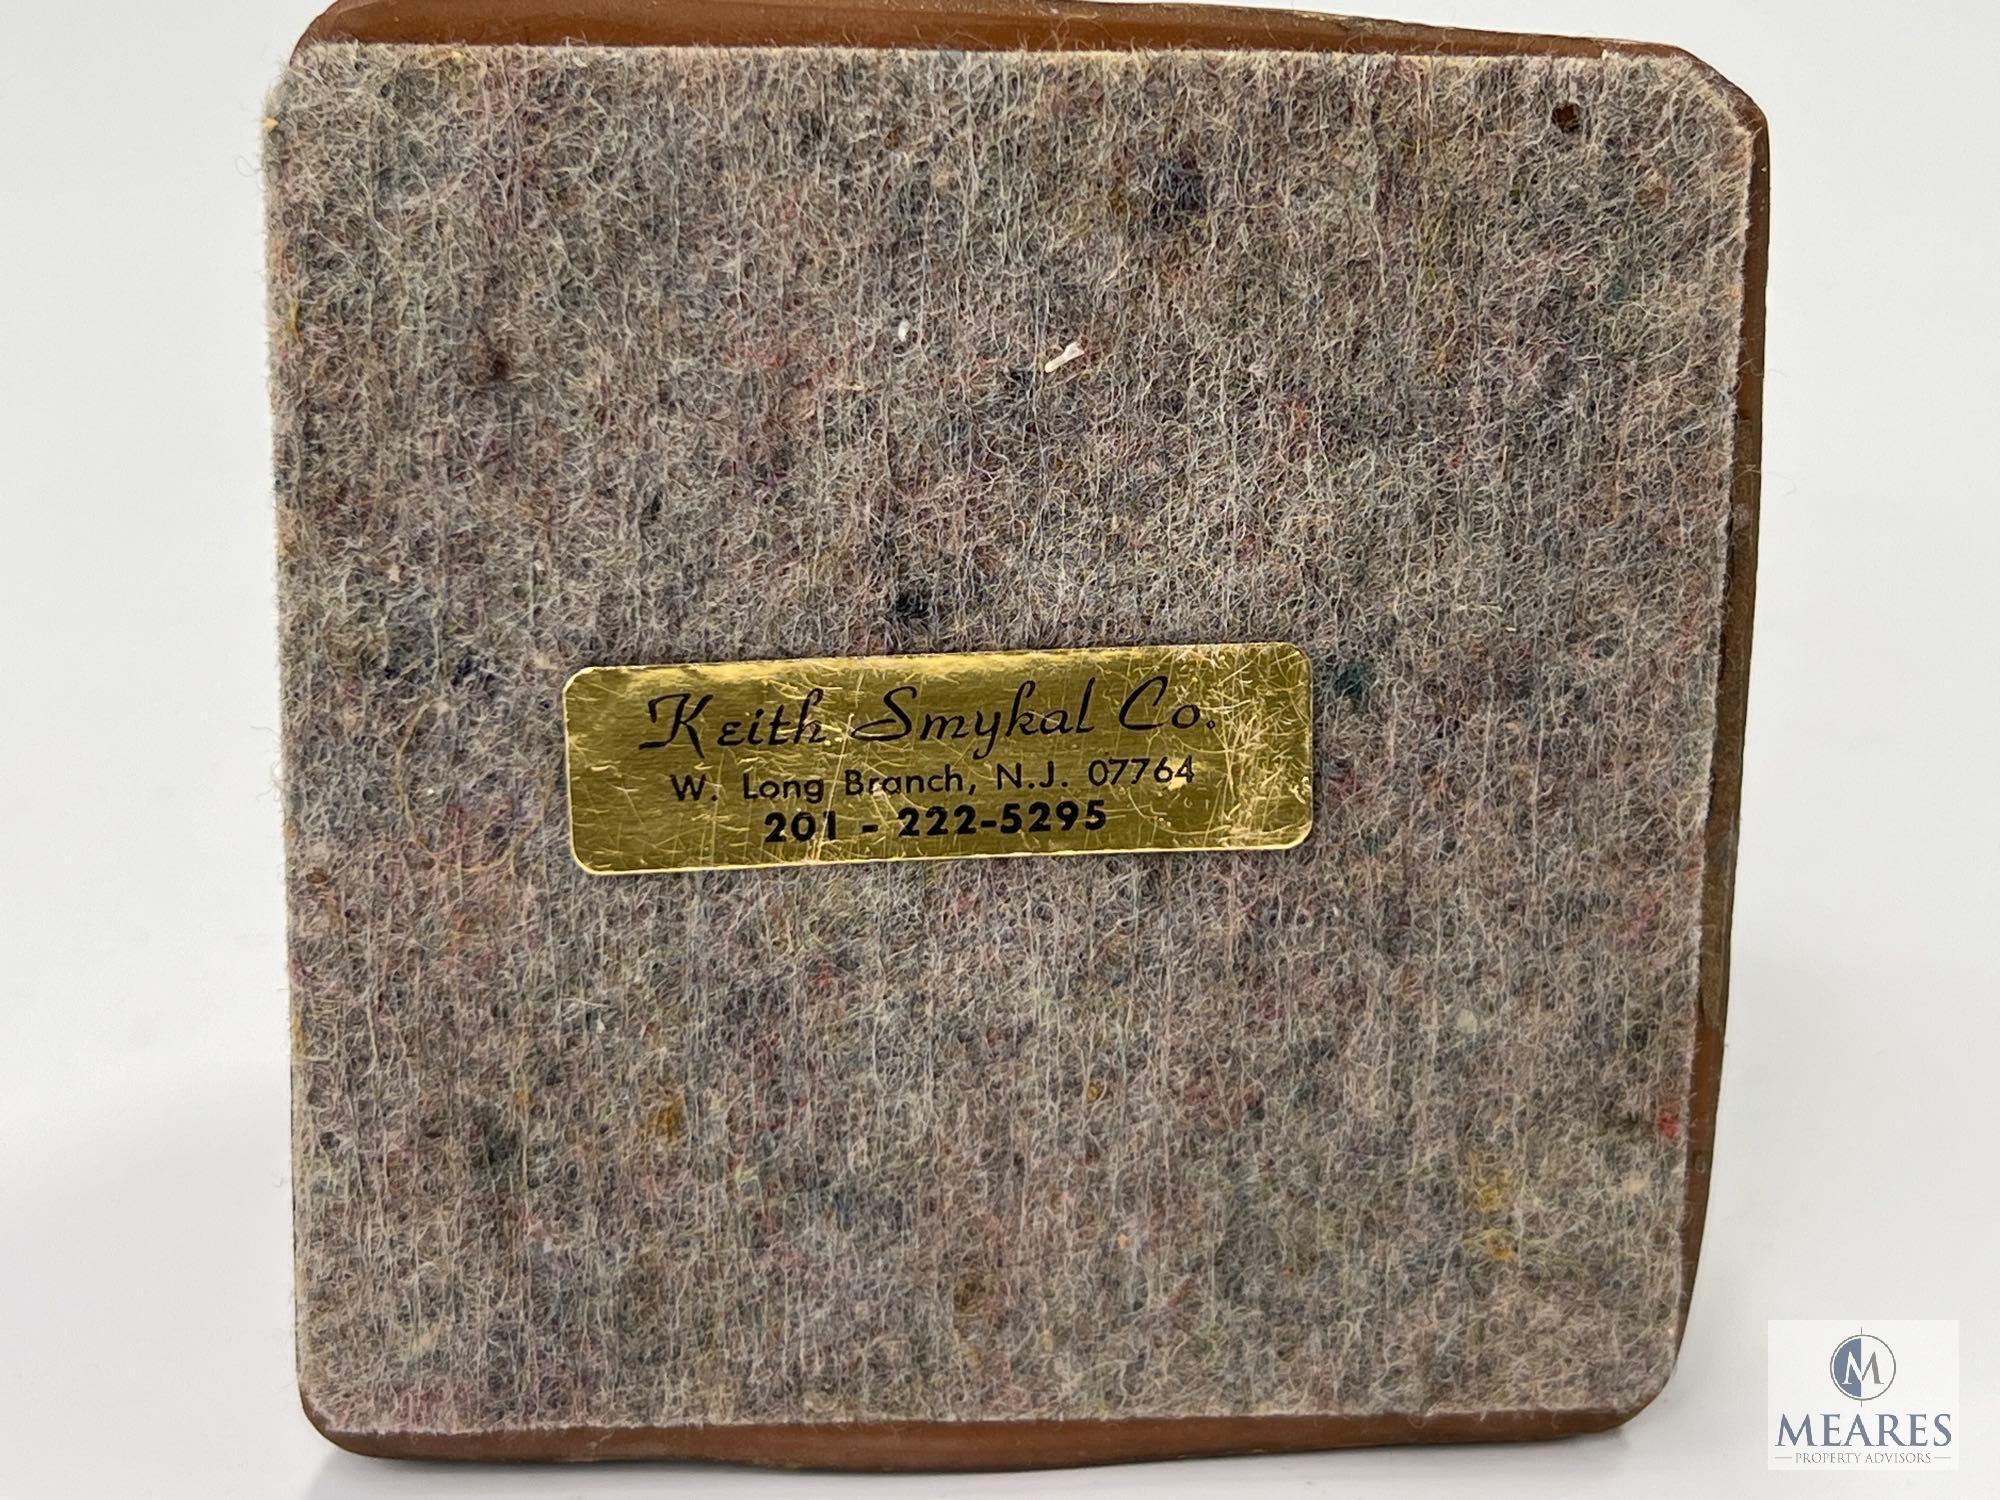 Keith Smykal Co.
W. Long Branch, N.J. 07764
201 - 222-5295
M
MEARES
PROPERTY ADVISORS